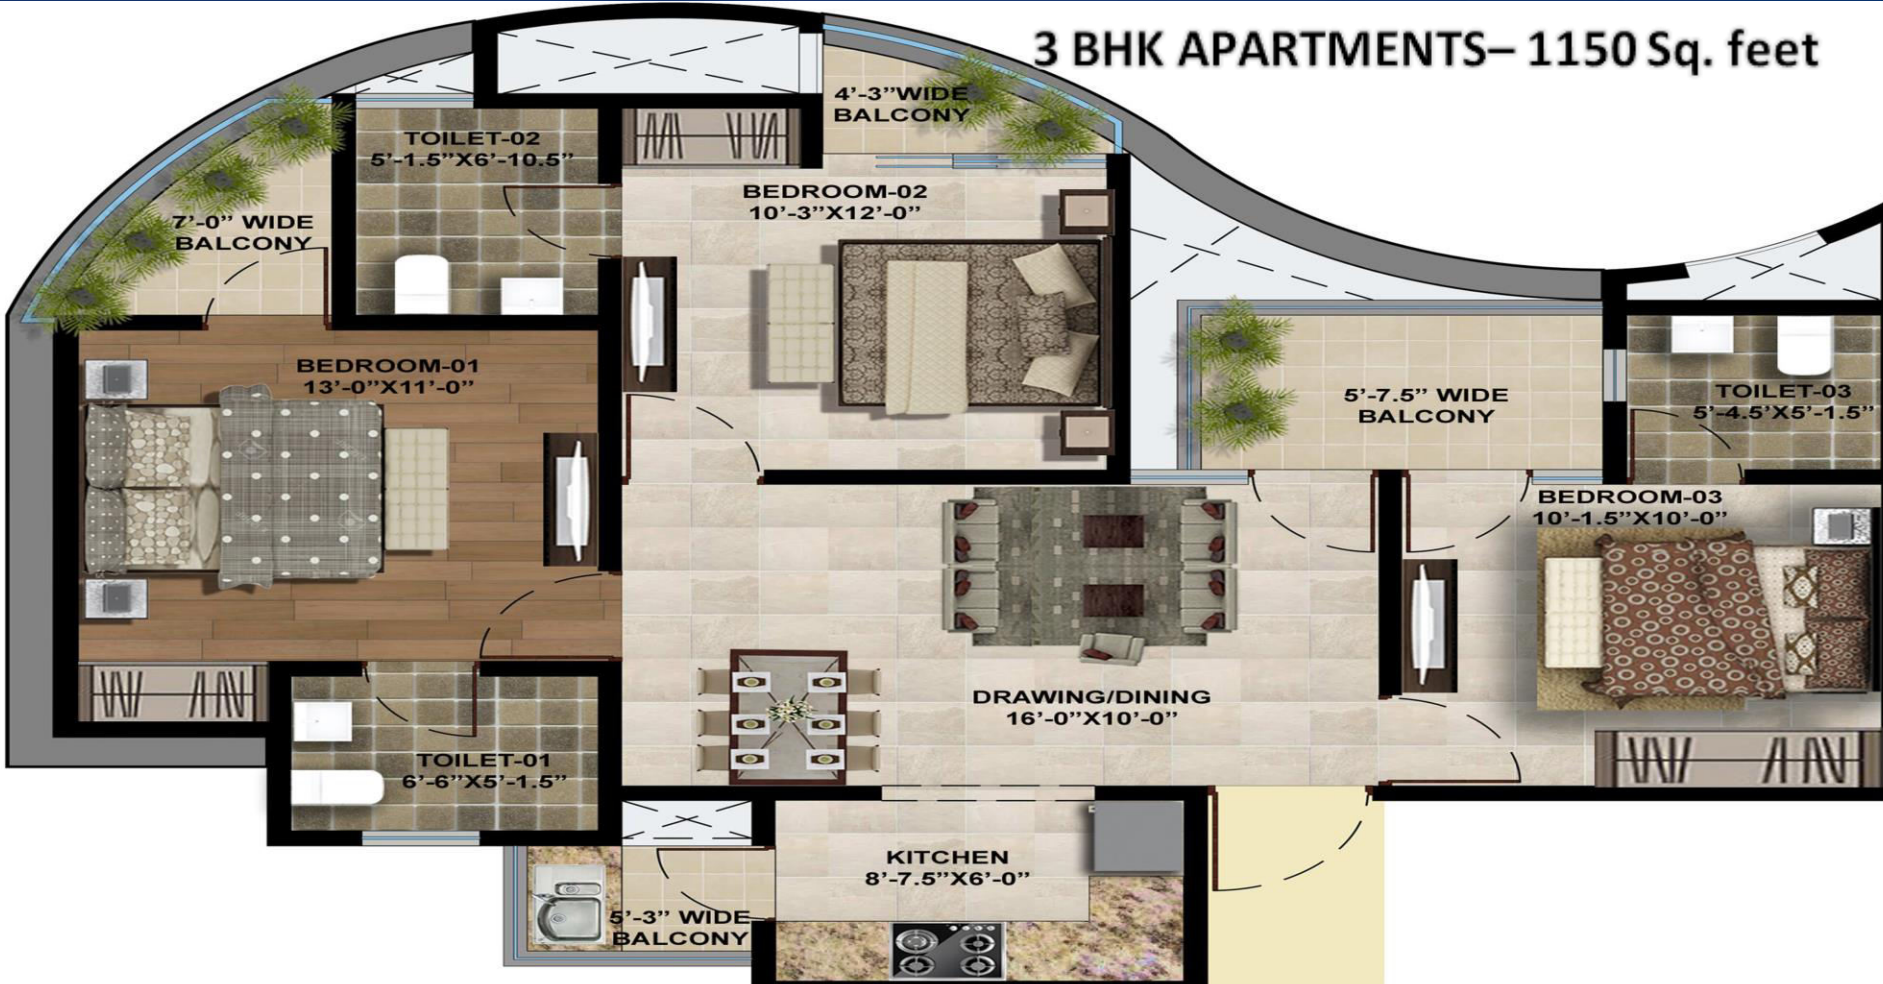 3 BHK APARTMENTS– 1150 Sq. feet
4’-3”WIDE
BALCONY
TOILET-02
5’-1.5”X6’-10.5”
BEDROOM-02
10’-3”X12’-0”
7’-0” WIDE
BALCONY
BEDROOM-01
13’-0”X11’-0”
5’-7.5” WIDE
BALCONY
TOILET-03
5’-4.5’X5’-1.5”
BEDROOM-03
10’-1.5”X10’-0”
DRAWING/DINING
16’-0”X10’-0”
TOILET-01
6’-6”X5’-1.5”
KITCHEN
8’-7.5”X6’-0”
5’-3” WIDE
BALCONY